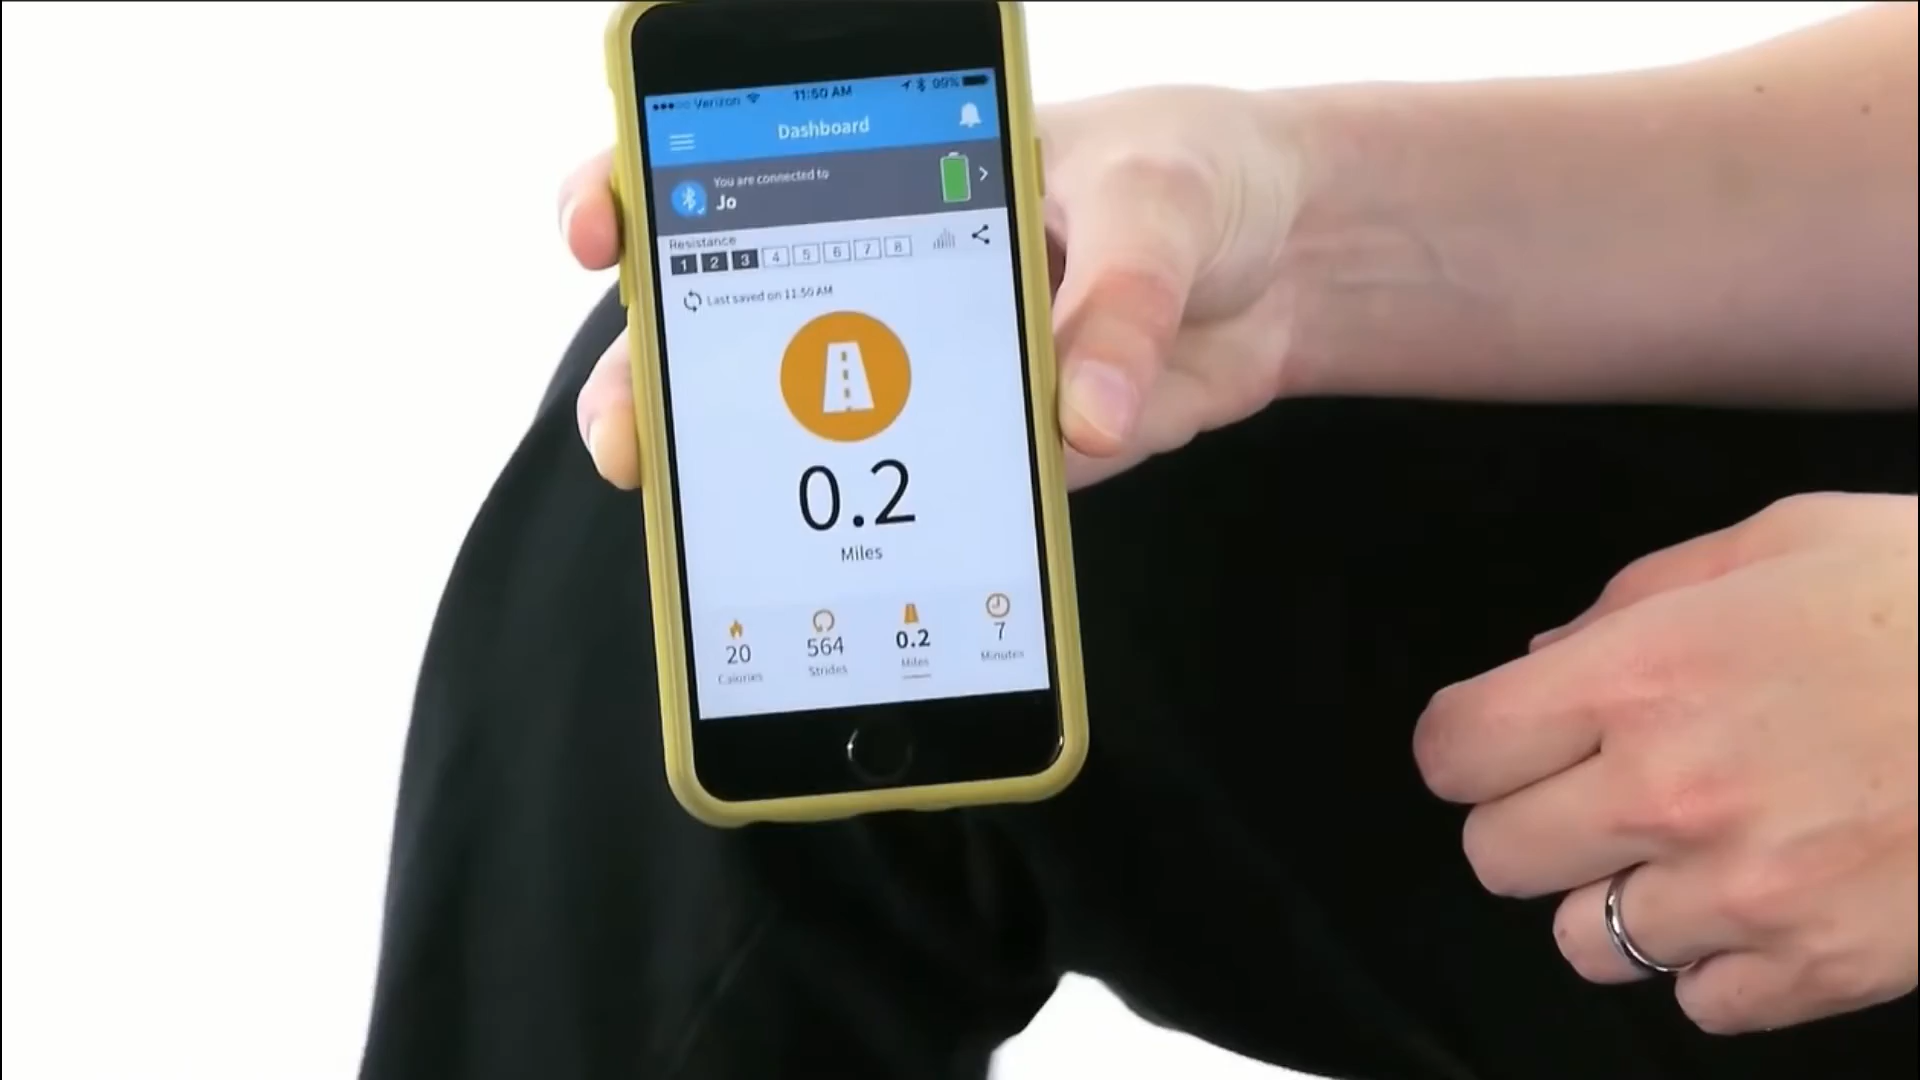 Verizon 11:50 AM 99%
Dashboard
You are connected to
Jo
Resistance
1 2 3 4 5 6 7 8
Last saved on 11:50 AM
0.2
Miles
20 564 0.2 7
Calories Strides Miles Minutes